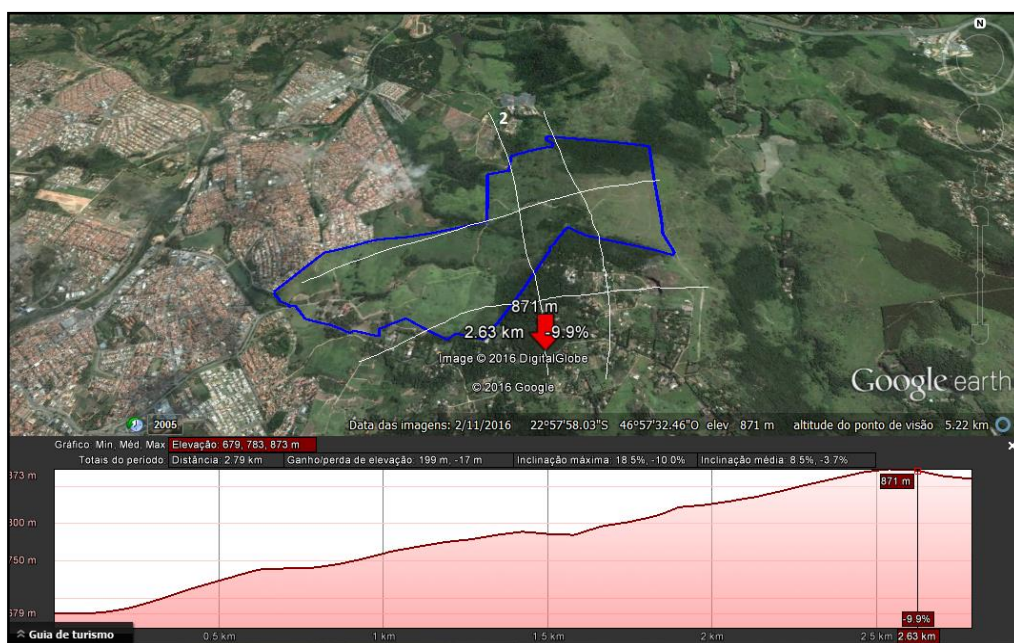 N
2
871 m
2.63 km -9.9%
Image © 2016 DigitalGlobe
© 2016 Google
Google earth
2005
Data das imagens: 2/11/2016 22°57'58.03"S 46°57'32.46"O elev 871 m altitude do ponto de visão 5.22 km
Gráfico: Min, Méd, Max Elevação: 679, 783, 873 m
Totais do período: Distância: 2.79 km Ganho/perda de elevação: 199 m, -17 m Inclinação máxima: 18.5%, -10.0% Inclinação média: 8.5%, -3.7%
873 m
871 m
800 m
750 m
679 m
-9.9%
Guia de turismo
0.5 km 1 km 1.5 km 2 km 2.5 km 2.63 km